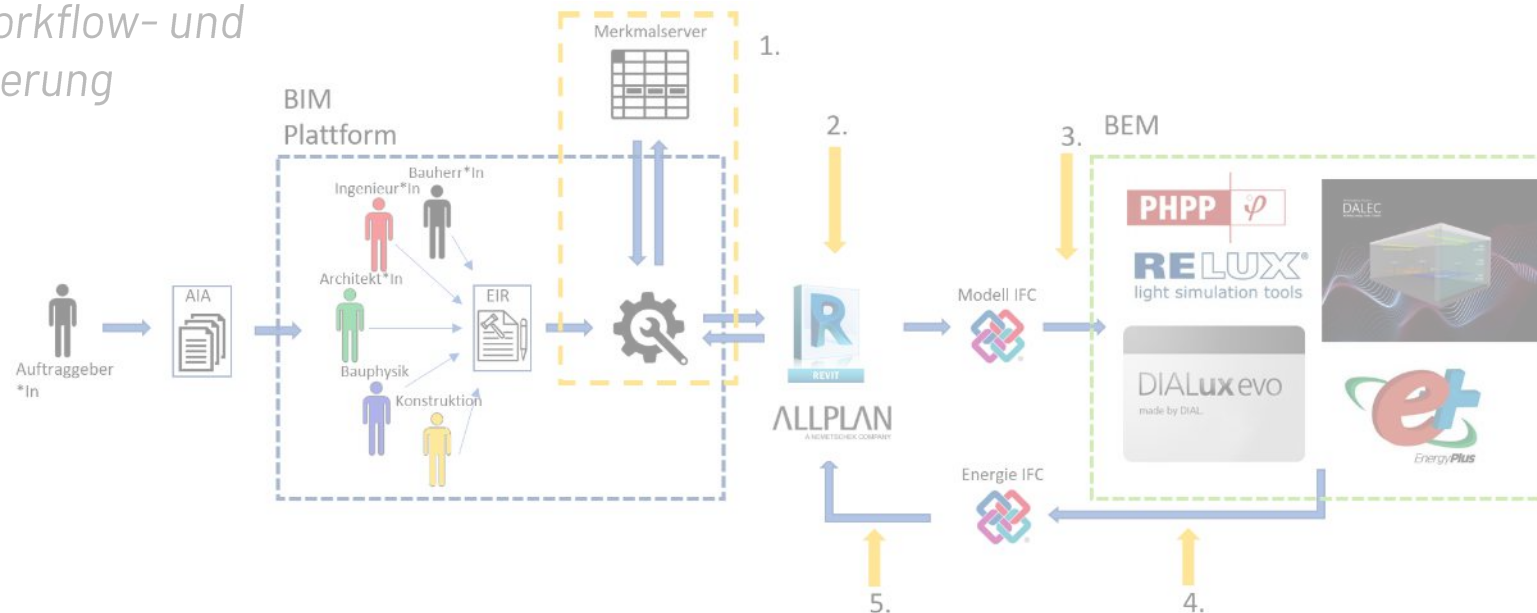 orkflow- und
erung
Merkmalserver
1.
BIM
Plattform
2.
3.
BEM
Bauherr*In
Ingenieur*In
Architekt*In
Bauphysik
Konstruktion
AIA
EIR
Auftraggeber
*In
R
REVIT
ALLPLAN
A NEMETSCHEK COMPANY
Modell IFC
Energie IFC
PHPP φ
DALEC
RELUX®
light simulation tools
DIALux evo
made by DIAL.
e+
EnergyPlus
5.
4.